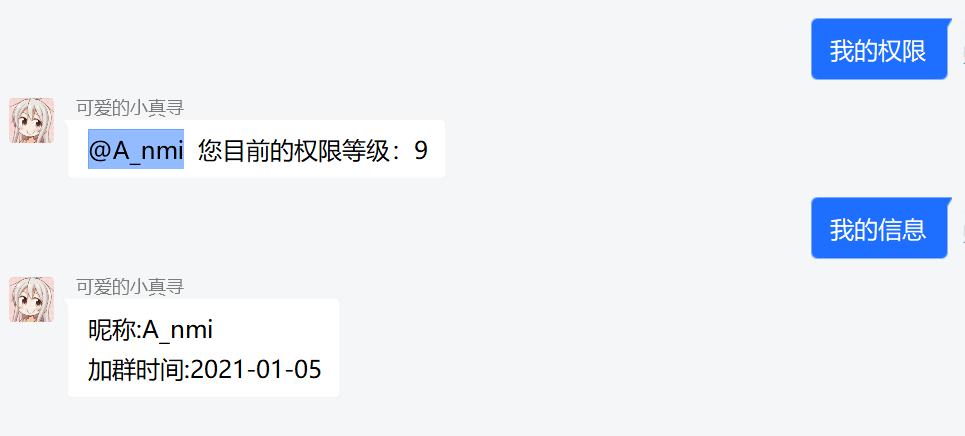 我的权限
可爱的小真寻
@A_nmi 您目前的权限等级：9
我的信息
可爱的小真寻
昵称:A_nmi
加群时间:2021-01-05